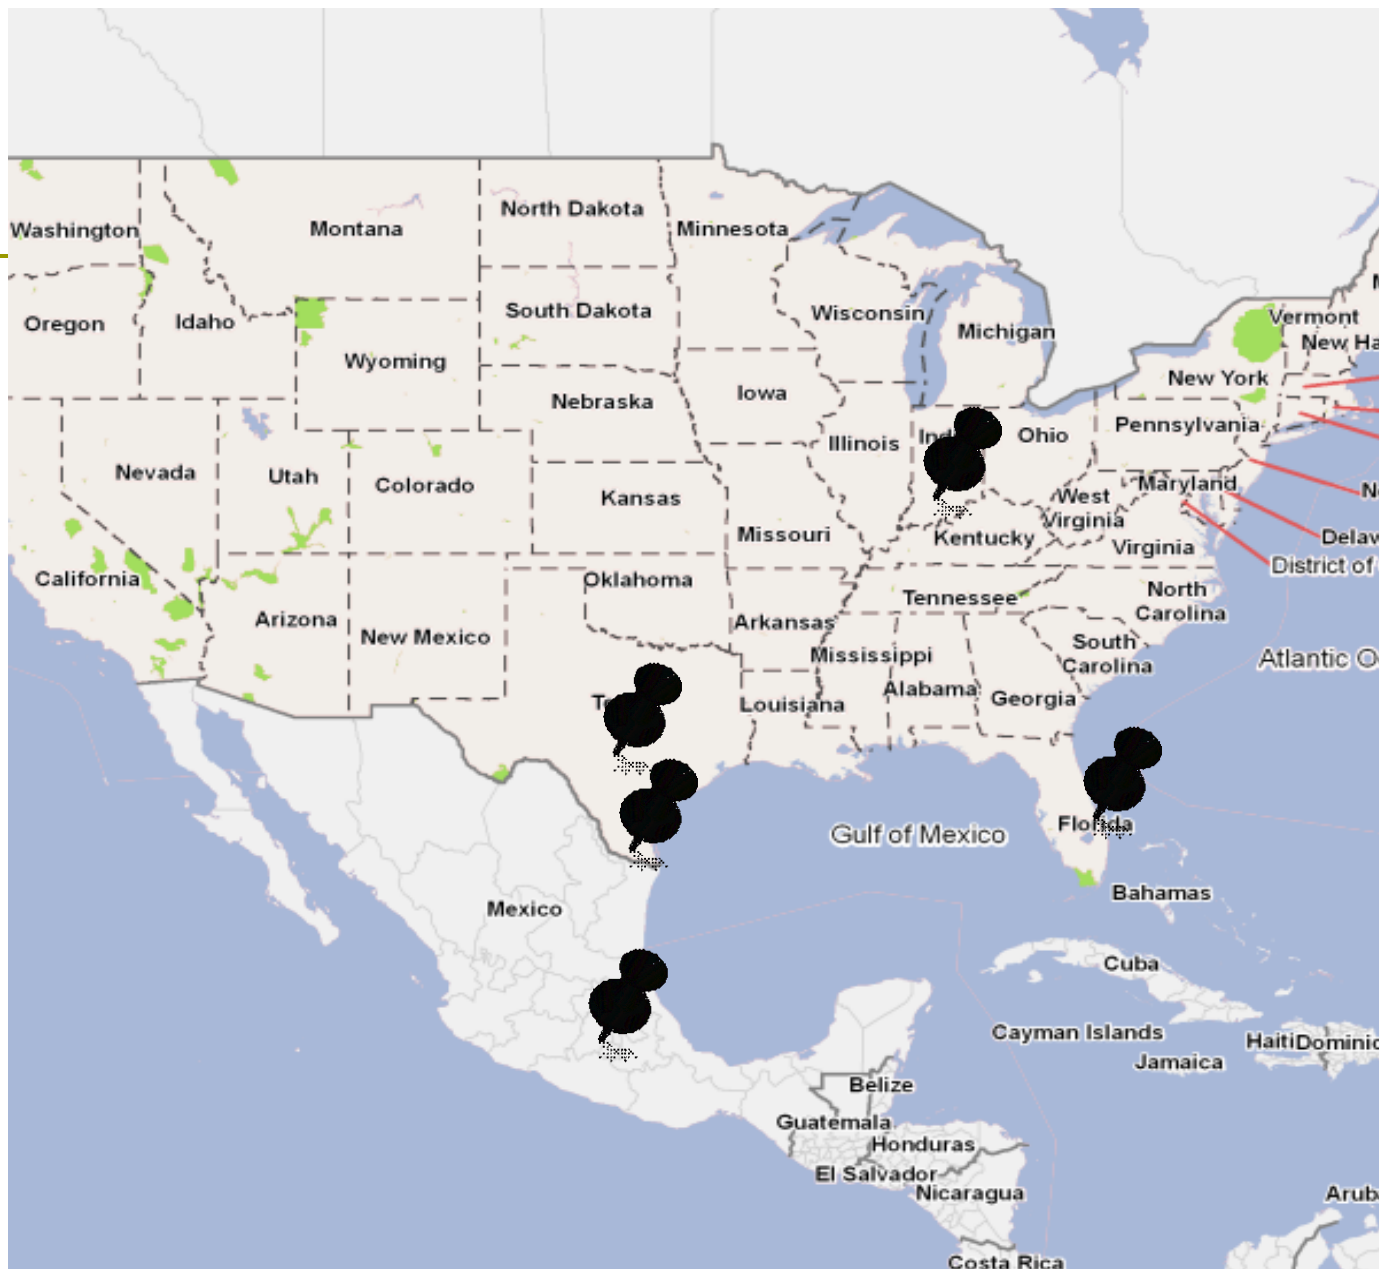 North Dakota
Washington
Montana
Minnesota
South Dakota
Wisconsin
Vermont
Oregon
Idaho
Michigan
New Ha
Wyoming
New York
Iowa
Nebraska
Pennsylvania
Illinois
Ind
Ohio
Nevada
Utah
Colorado
Maryland
Kansas
West
Virginia
Missouri
Kentucky
Virginia
Delaw
District of
California
Oklahoma
North
Carolina
Tennessee
Arizona
New Mexico
Arkansas
South
Carolina
Mississippi
Atlantic O
Alabama
Georgia
Louisiana
Florida
Gulf of Mexico
Bahamas
Mexico
Cuba
Cayman Islands
Haiti
Dominic
Jamaica
Belize
Guatemala
Honduras
El Salvador
Nicaragua
Arub
Costa Rica